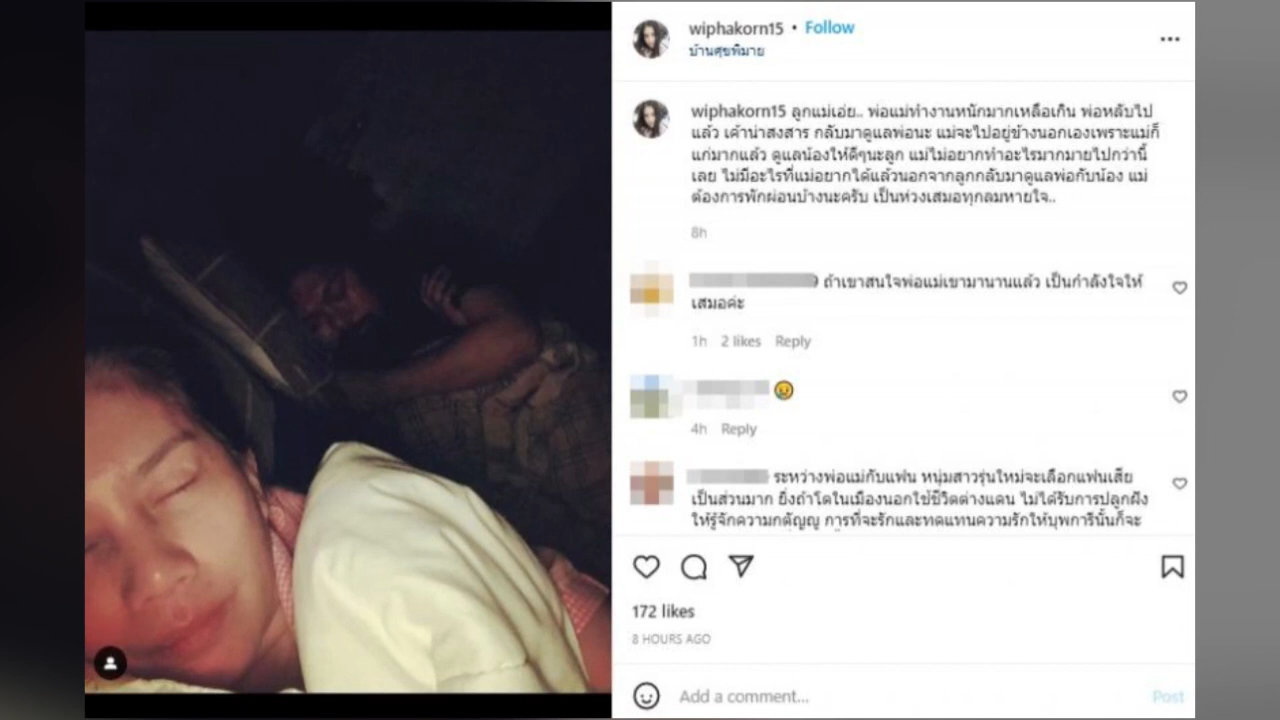 wiphakorn15 • Follow
บ้านศุขพิมาย
wiphakorn15 ลูกแม่เอ่ย.. พ่อแม่ทำงานหนักมากเหลือเกิน พ่อหลับไป
แล้ว เค้าน่าสงสาร กลับมาดูแลพ่อนะ แม่จะไปอยู่ข้างนอกเองเพราะแม่ก็
แก่มากแล้ว ดูแลน้องให้ดีๆนะลูก แม่ไม่อยากทำอะไรมากมายไปกว่านี้
เลย ไม่มีอะไรที่แม่อยากได้แล้วนอกจากลูกกลับมาดูแลพ่อกับน้อง แม่
ต้องการพักผ่อนบ้างนะครับ เป็นห่วงเสมอทุกลมหายใจ..
8h
ถ้าเขาสนใจพ่อแม่เขามานานแล้ว เป็นกำลังใจให้
เสมอค่ะ
1h 2 likes Reply
4h Reply
ระหว่างพ่อแม่กับแฟน หนุ่มสาวรุ่นใหม่จะเลือกแฟนเสีย
เป็นส่วนมาก ยิ่งถ้าโตในเมืองนอกใช้ชีวิตต่างแดน ไม่ได้รับการปลูกฝัง
ให้รู้จักความกตัญญู การที่จะรักและทดแทนความรักให้บุพการีนั้นก็จะ
172 likes
8 HOURS AGO
Add a comment...
Post